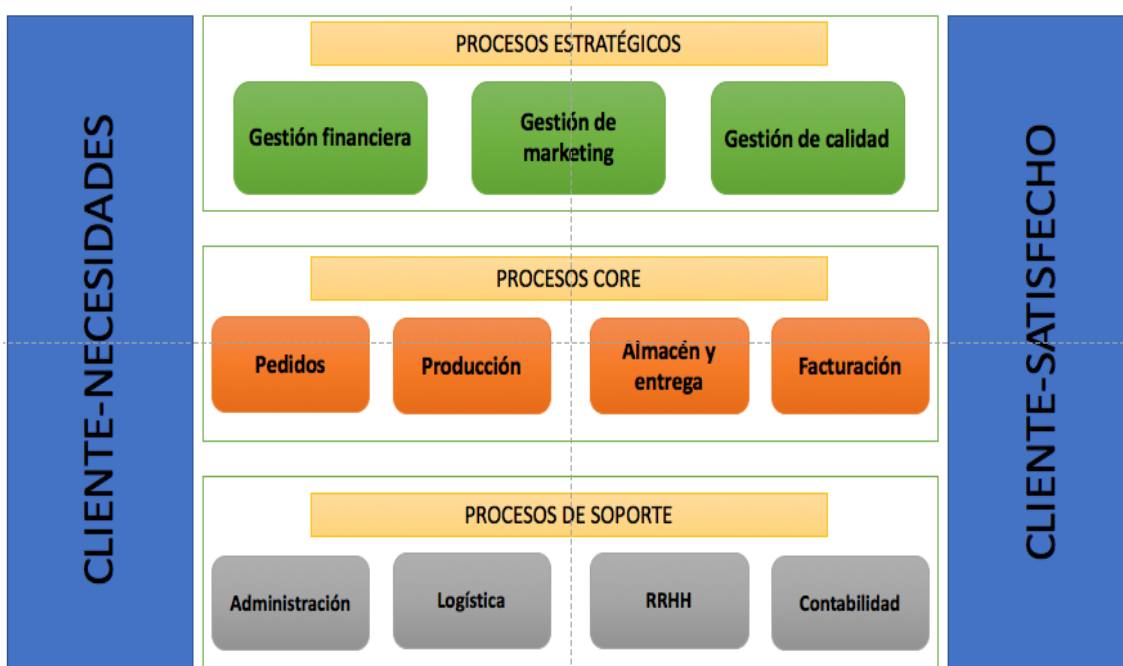 CLIENTE-NECESIDADES
PROCESOS ESTRATÉGICOS
Gestión financiera
Gestión de
marketing
Gestión de calidad
PROCESOS CORE
Pedidos
Producción
Almacén y
entrega
Facturación
PROCESOS DE SOPORTE
Administración
Logística
RRHH
Contabilidad
CLIENTE-SATISFECHO